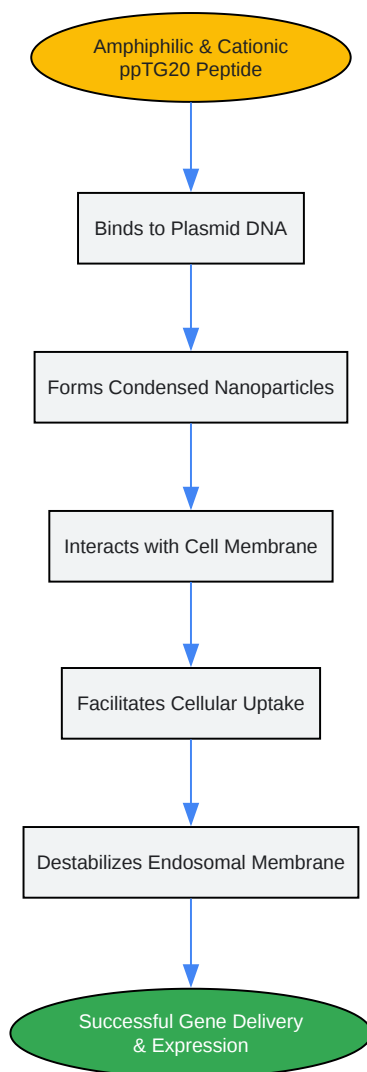 Amphiphilic & Cationic
ppTG20 Peptide
Binds to Plasmid DNA
Forms Condensed Nanoparticles
Interacts with Cell Membrane
Facilitates Cellular Uptake
Destabilizes Endosomal Membrane
Successful Gene Delivery
& Expression